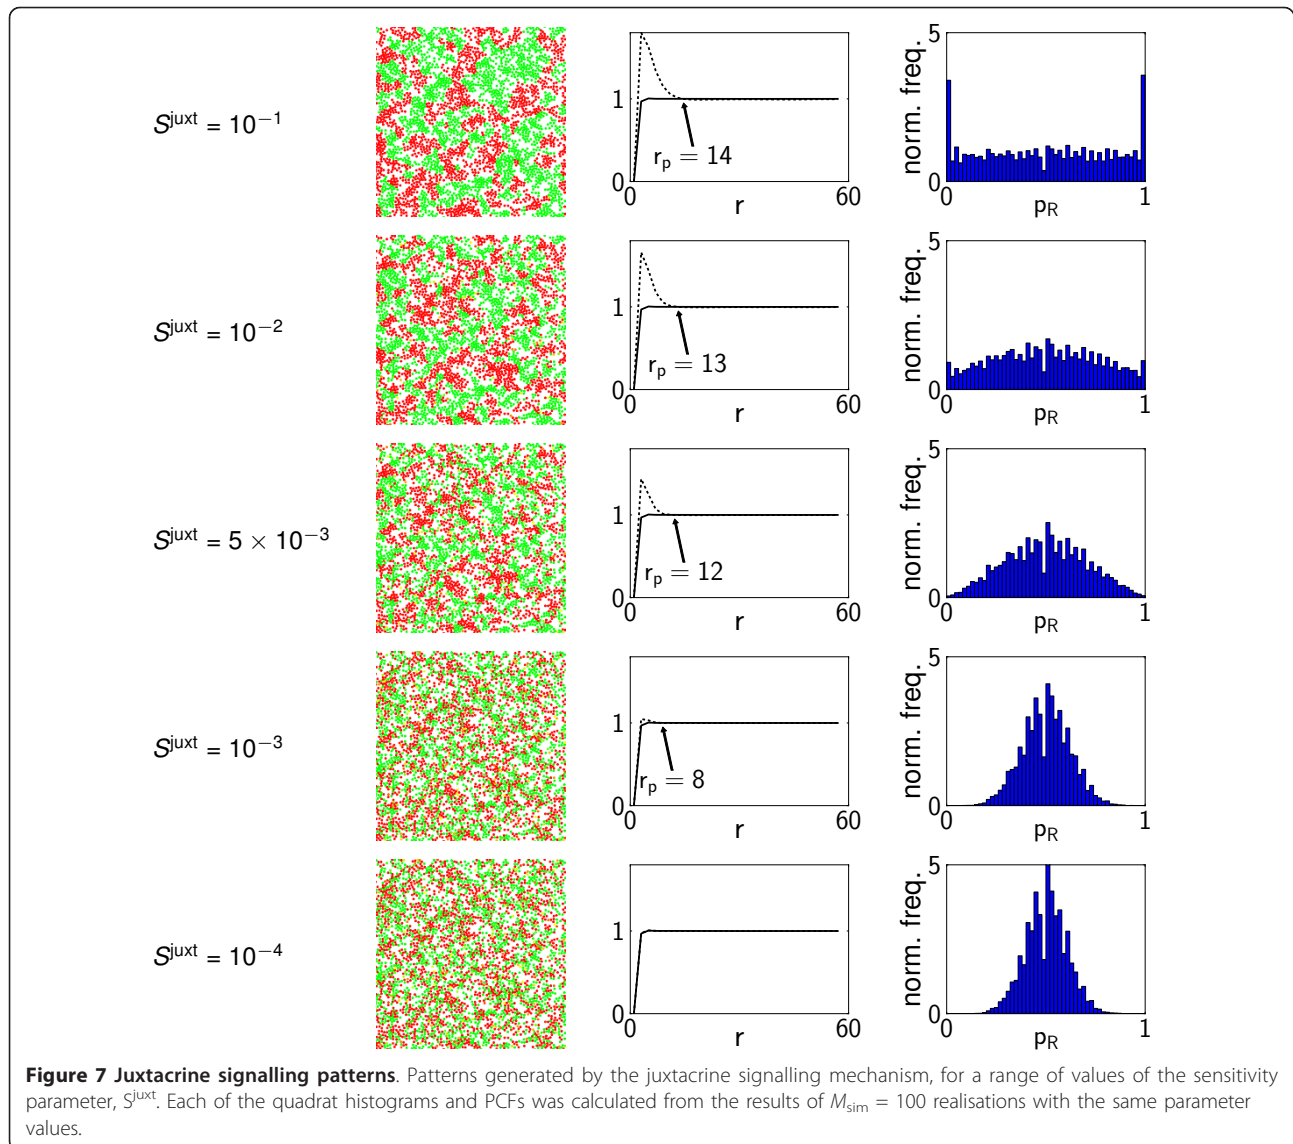 S^juxt = 10^−1
1
0
0
r
60
r_p = 14
norm. freq.
5
0
0
p_R
1
S^juxt = 10^−2
1
0
0
r
60
r_p = 13
norm. freq.
5
0
0
p_R
1
S^juxt = 5 × 10^−3
1
0
0
r
60
r_p = 12
norm. freq.
5
0
0
p_R
1
S^juxt = 10^−3
1
0
0
r
60
r_p = 8
norm. freq.
5
0
0
p_R
1
S^juxt = 10^−4
1
0
0
r
60
norm. freq.
5
0
0
p_R
1
Figure 7 Juxtacrine signalling patterns. Patterns generated by the juxtacrine signalling mechanism, for a range of values of the sensitivity
parameter, S^juxt. Each of the quadrat histograms and PCFs was calculated from the results of M_sim = 100 realisations with the same parameter
values.